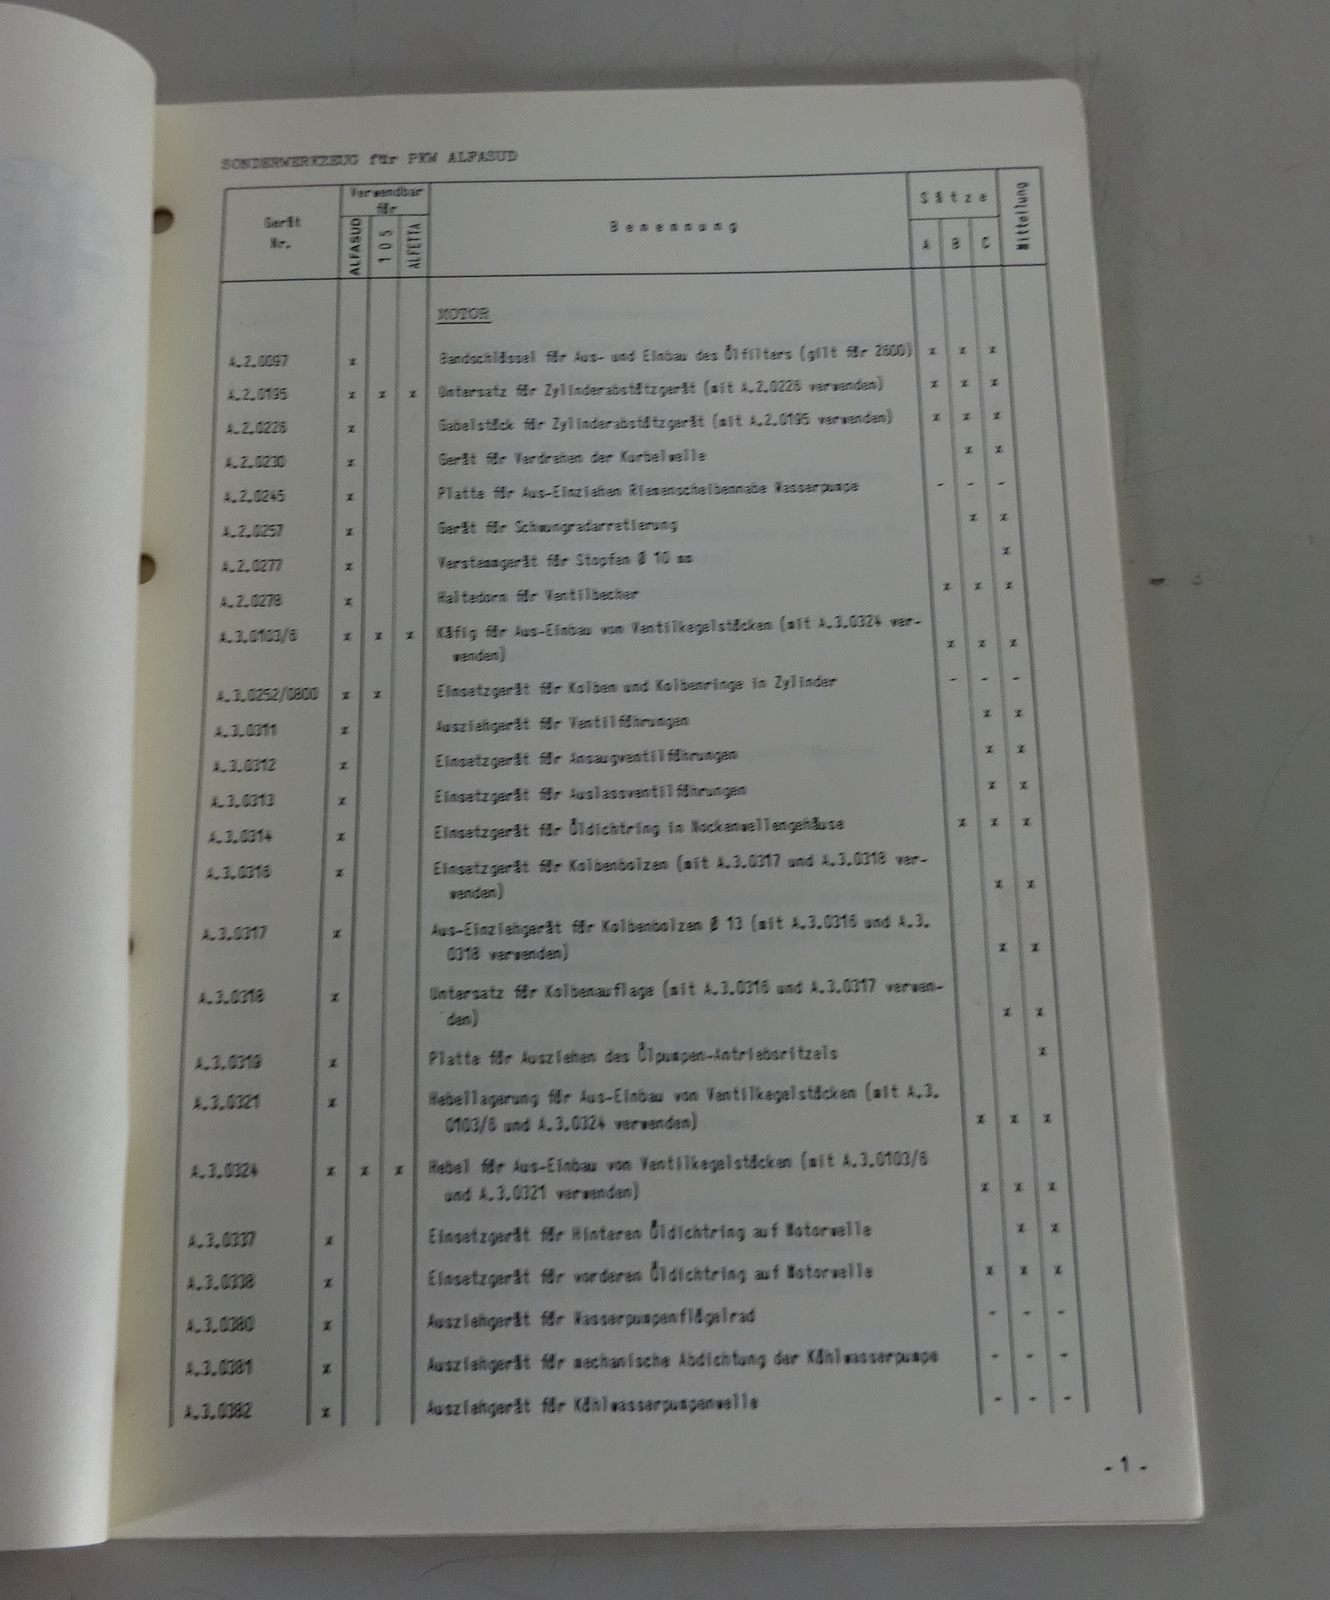 SONDERWERKZEUG für PKW ALFASUD
Gerät Nr. Verwendbar für Benennung Sätze Mitteilung
ALFASUD 105 ALFETTA A B C
MOTOR
A.2.0097 x Bandschlüssel für Aus- und Einbau des Ölfilters (gilt für 2800) x x x
A.2.0195 x x x Untersatz für Zylinderabstützgerät (mit A.2.0226 verwenden) x x x
A.2.0226 x Gabelstück für Zylinderabstützgerät (mit A.2.0195 verwenden) x x x
A.2.0230 x Gerät für Verdrehen der Kurbelwelle x x
A.2.0245 x Platte für Aus-Einziehen Riemenscheibennabe Wasserpumpe - - -
A.2.0257 x Gerät für Schwungradarretierung x x
A.2.0277 x Verstemmgerät für Stopfen Ø 10 mm x
A.2.0278 x Haltedorn für Ventilbecher x x x
A.3.0103/6 x x x Käfig für Aus-Einbau von Ventilkegelstücken (mit A.3.0324 ver-
wenden) x x x
A.3.0252/0800 x x Einsetzgerät für Kolben und Kolbenringe in Zylinder - - -
A.3.0311 x Ausziehgerät für Ventilführungen x x
A.3.0312 x Einsetzgerät für Ansaugventilführungen x x
A.3.0313 x Einsetzgerät für Auslassventilführungen x x
A.3.0314 x Einsetzgerät für Öldichtring in Nockenwellengehäuse x x x
A.3.0316 x Einsetzgerät für Kolbenbolzen (mit A.3.0317 und A.3.0318 ver-
wenden) x x
A.3.0317 x Aus-Einziehgerät für Kolbenbolzen Ø 13 (mit A.3.0316 und A.3.
0318 verwenden) x x
A.3.0318 x Untersatz für Kolbenauflage (mit A.3.0316 und A.3.0317 verwen-
den) x x
A.3.0319 x Platte für Ausziehen des Ölpumpen-Antriebsritzels x
A.3.0321 x Hebellagerung für Aus-Einbau von Ventilkegelstücken (mit A.3.
0103/6 und A.3.0324 verwenden) x x x
A.3.0324 x x x Hebel für Aus-Einbau von Ventilkegelstücken (mit A.3.0103/6
und A.3.0321 verwenden) x x x
A.3.0337 x Einsetzgerät für Hinteren Öldichtring auf Motorwelle x x
A.3.0338 x Einsetzgerät für vorderen Öldichtring auf Motorwelle x x x
A.3.0380 x Ausziehgerät für Wasserpumpenflügelrad - - -
A.3.0381 x Ausziehgerät für mechanische Abdichtung der Kühlwasserpumpe - - -
A.3.0382 x Ausziehgerät für Kühlwasserpumpenwelle - - -
- 1 -